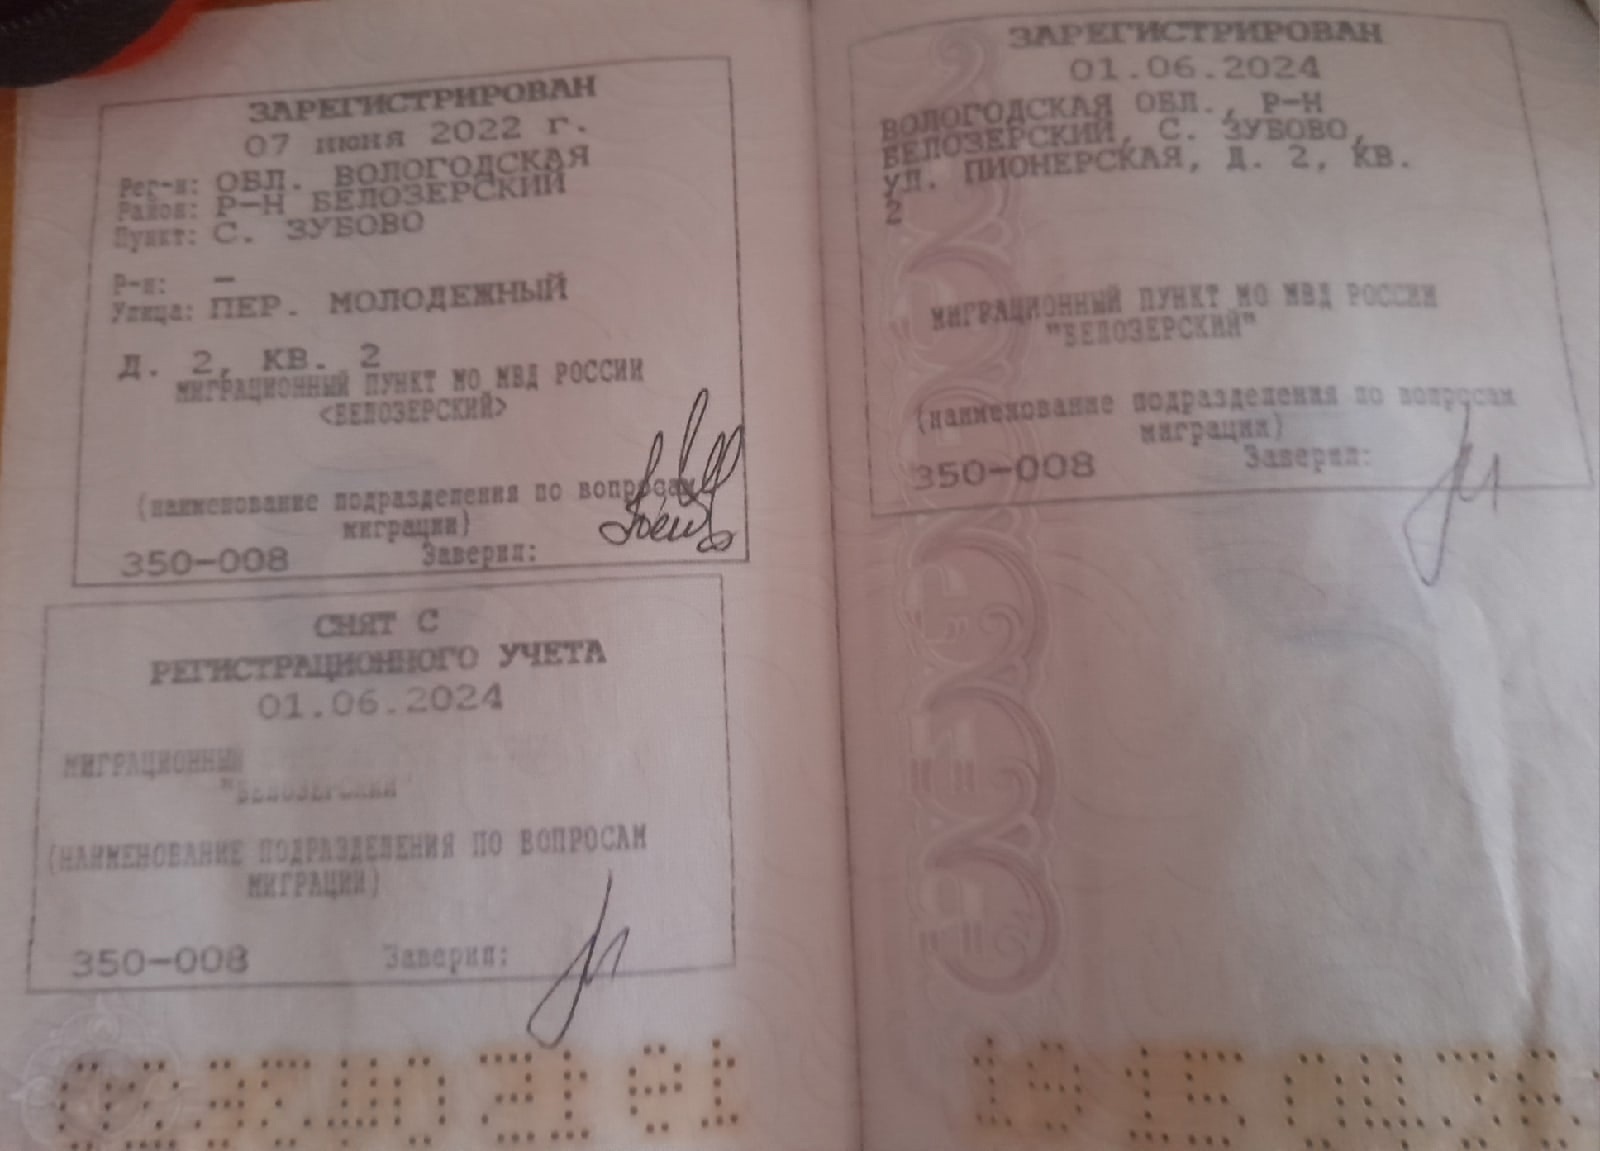 ЗАРЕГИСТРИРОВАН
07 июня 2022 г.
Рег-н: ОБЛ. ВОЛОГОДСКАЯ
Район: Р-Н БЕЛОЗЕРСКИЙ
Пункт: С. ЗУБОВО
Р-н: –
Улица: ПЕР. МОЛОДЕЖНЫЙ
Д. 2, КВ. 2
МИГРАЦИОННЫЙ ПУНКТ МО МВД РОССИИ
<БЕЛОЗЕРСКИЙ>
(наименование подразделения по вопросам
миграции)
350-008 Заверил:
СНЯТ С
РЕГИСТРАЦИОННОГО УЧЕТА
01.06.2024
МИГРАЦИОННЫЙ
"БЕЛОЗЕРСКИЙ"
(НАИМЕНОВАНИЕ ПОДРАЗДЕЛЕНИЯ ПО ВОПРОСАМ
МИГРАЦИИ)
350-008 Заверил:
ЗАРЕГИСТРИРОВАН
01.06.2024
ВОЛОГОДСКАЯ ОБЛ., Р-Н
БЕЛОЗЕРСКИЙ, С. ЗУБОВО,
УЛ. ПИОНЕРСКАЯ, Д. 2, КВ.
2
МИГРАЦИОННЫЙ ПУНКТ МО МВД РОССИИ
"БЕЛОЗЕРСКИЙ"
(наименование подразделения по вопросам
миграции)
350-008 Заверил: